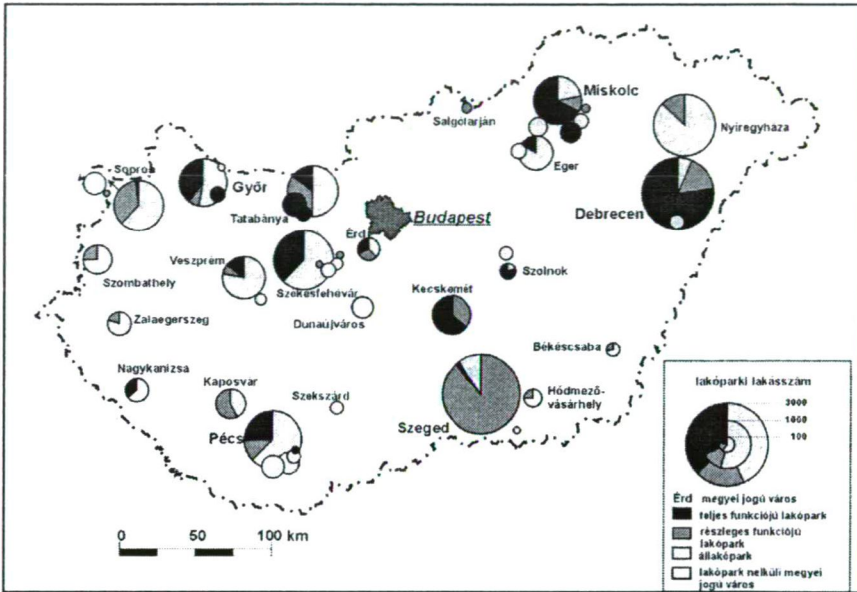 Miskolc
Salgótarján
Nyíregyháza
Eger
Sopron
Győr
Debrecen
Tatabánya
Budapest
Érd
Veszprém
Szombathely
Székesfehérvár
Szolnok
Kecskemét
Dunaújváros
Zalaegerszeg
Békéscsaba
Nagykanizsa
Kaposvár
Szekszárd
Hódmező-
vásárhely
Szeged
Pécs
0 50 100 km
lakóparki lakásszám
3000
1000
100
Érd megyei jogú város
teljes funkciójú lakópark
részleges funkciójú
lakópark
állakópark
lakópark nélküli megyei
jogú város